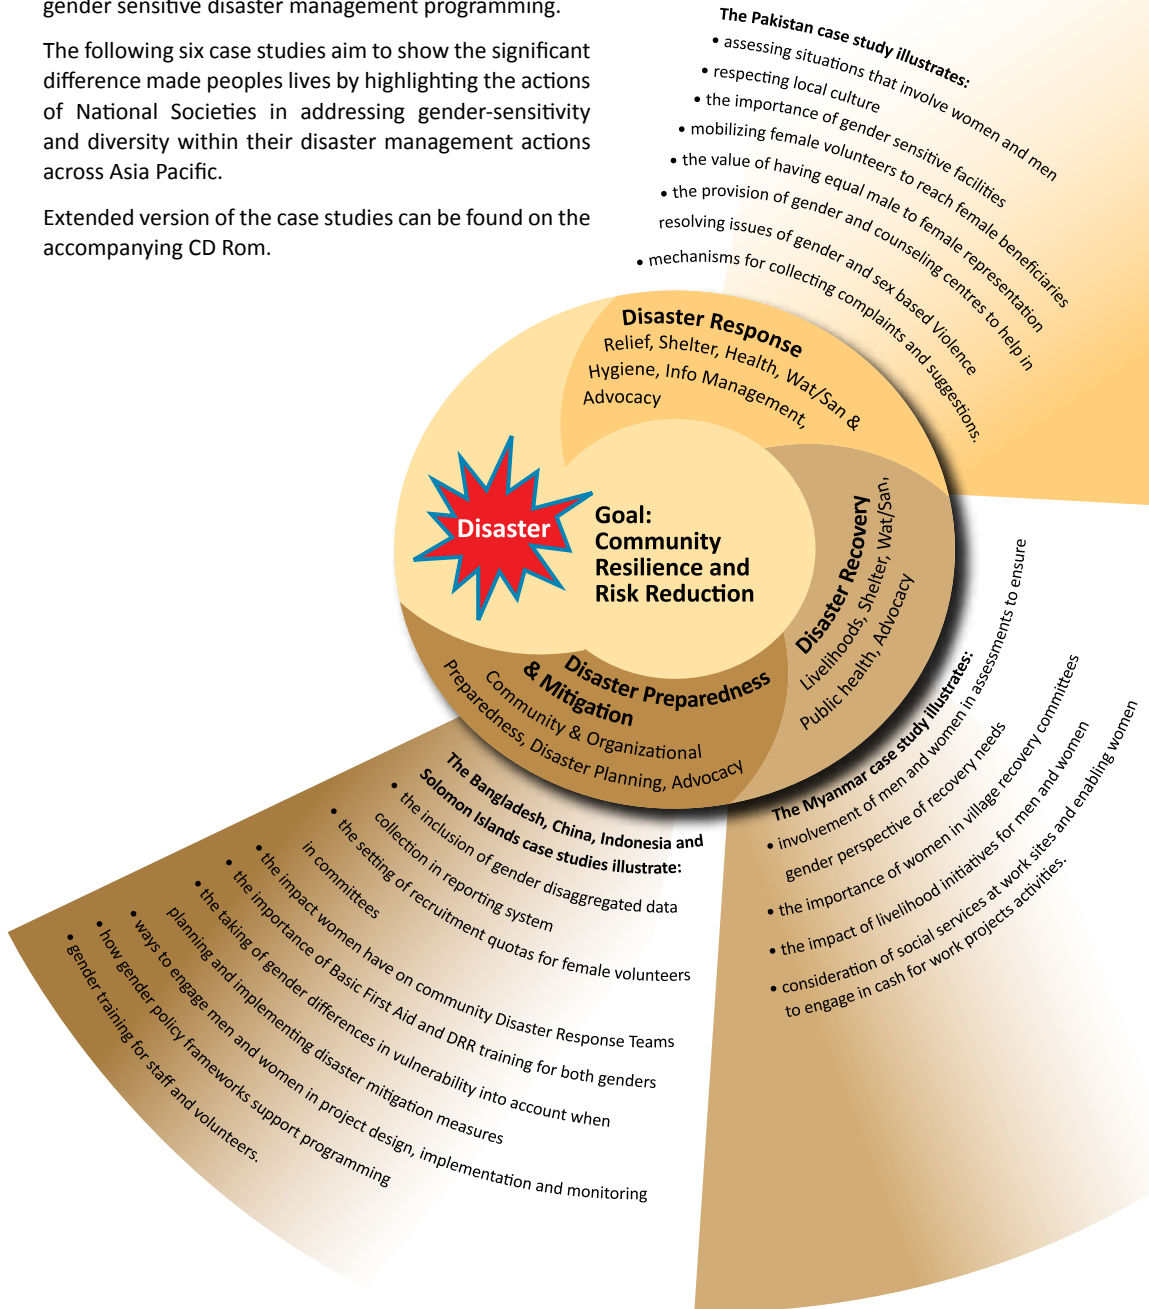 gender sensitive disaster management programming.
The following six case studies aim to show the significant
difference made peoples lives by highlighting the actions
of National Societies in addressing gender-sensitivity
and diversity within their disaster management actions
across Asia Pacific.
Extended version of the case studies can be found on the
accompanying CD Rom.
The Pakistan case study illustrates:
• assessing situations that involve women and men
• respecting local culture
• the importance of gender sensitive facilities
• mobilizing female volunteers to reach female beneficiaries
• the value of having equal male to female representation
• the provision of gender and counseling centres to help in
resolving issues of gender and sex based Violence
• mechanisms for collecting complaints and suggestions.
Disaster Response
Relief, Shelter, Health, Wat/San &
Hygiene, Info Management,
Advocacy
Disaster
Goal:
Community
Resilience and
Risk Reduction
Disaster Recovery
Livelihoods, Shelter, Wat/San,
Public health, Advocacy
Disaster Preparedness
& Mitigation
Community & Organizational
Preparedness, Disaster Planning, Advocacy
The Myanmar case study illustrates:
• involvement of men and women in assessments to ensure
gender perspective of recovery needs
• the importance of women in village recovery committees
• the impact of livelihood initiatives for men and women
• consideration of social services at work sites and enabling women
to engage in cash for work projects activities.
The Bangladesh, China, Indonesia and
Solomon Islands case studies illustrate:
• the inclusion of gender disaggregated data
collection in reporting system
• the setting of recruitment quotas for female volunteers
in committees
• the impact women have on community Disaster Response Teams
• the importance of Basic First Aid and DRR training for both genders
• the taking of gender differences in vulnerability into account when
planning and implementing disaster mitigation measures
• ways to engage men and women in project design, implementation and monitoring
• how gender policy frameworks support programming
• gender training for staff and volunteers.